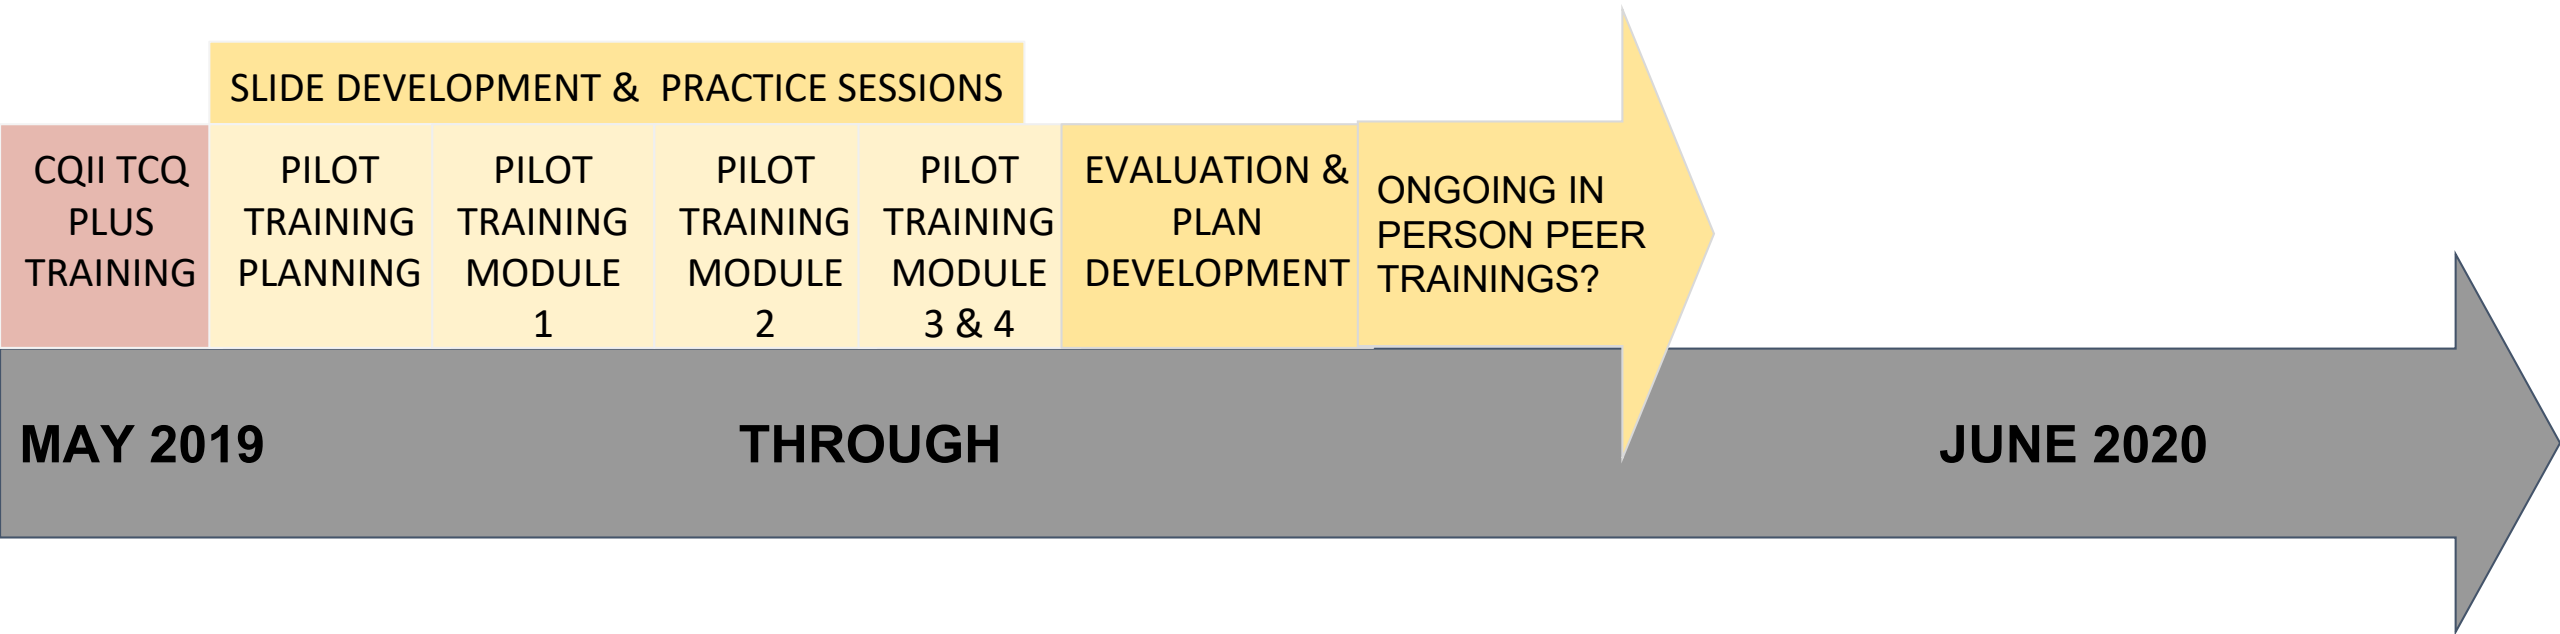 SLIDE DEVELOPMENT & PRACTICE SESSIONS
CQII TCQ
PLUS
TRAINING
PILOT
TRAINING
PLANNING
PILOT
TRAINING
MODULE
1
PILOT
TRAINING
MODULE
2
PILOT
TRAINING
MODULE
3 & 4
EVALUATION &
PLAN
DEVELOPMENT
ONGOING IN
PERSON PEER
TRAININGS?
MAY 2019
THROUGH
JUNE 2020